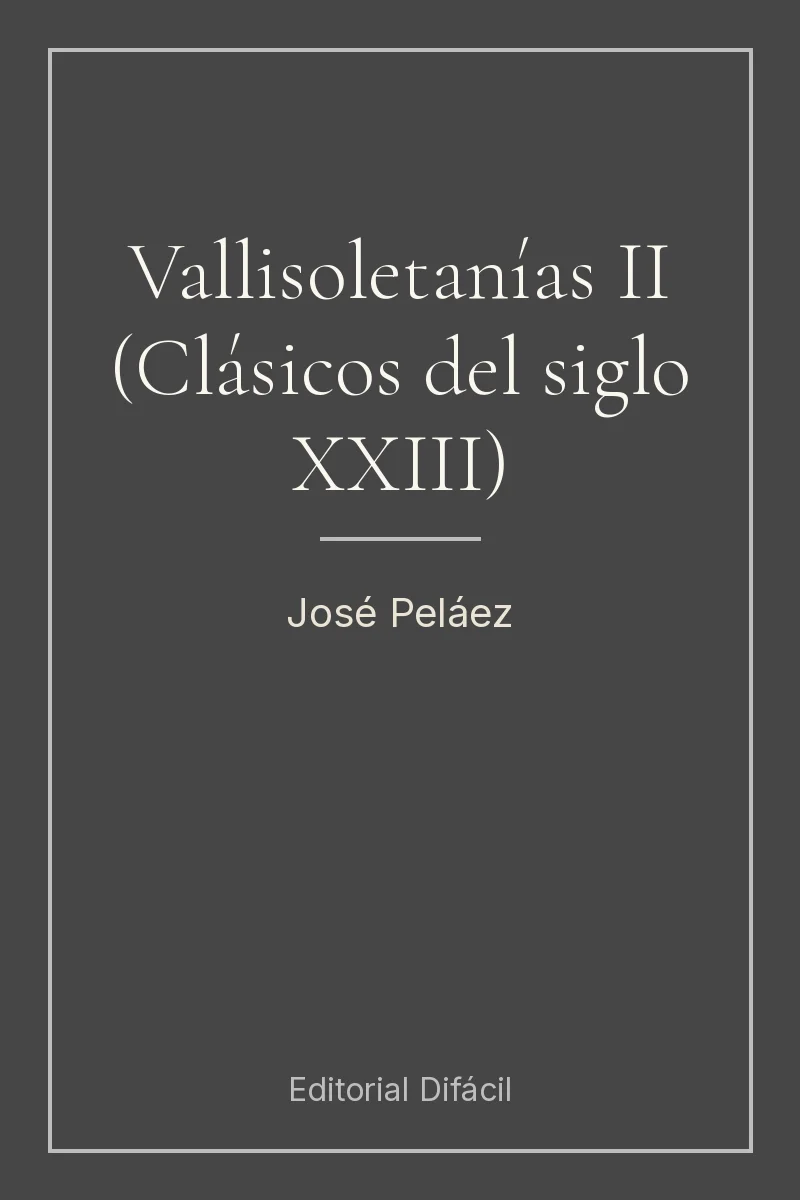 Vallisoletanías II
(Clásicos del siglo
XXIII)
José Peláez
Editorial Difácil